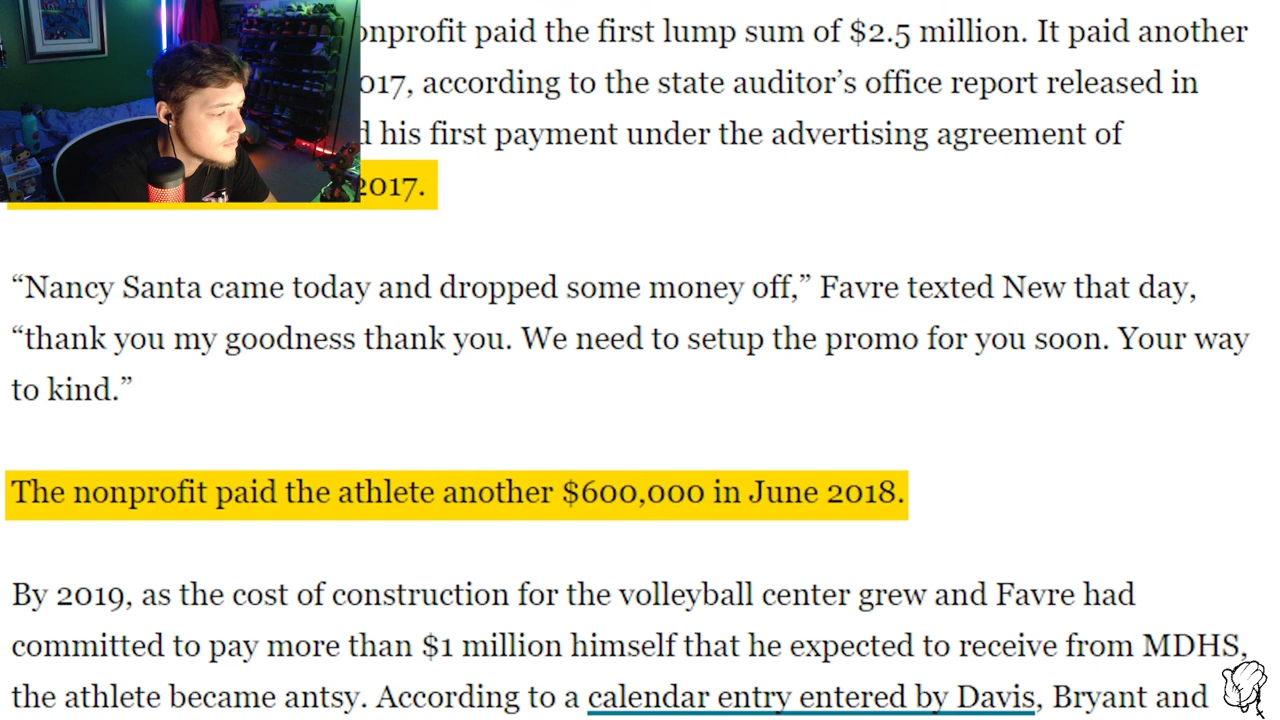 onprofit paid the first lump sum of $2.5 million. It paid another
017, according to the state auditor’s office report released in
d his first payment under the advertising agreement of
2017.
“Nancy Santa came today and dropped some money off,” Favre texted New that day,
“thank you my goodness thank you. We need to setup the promo for you soon. Your way
to kind.”
The nonprofit paid the athlete another $600,000 in June 2018.
By 2019, as the cost of construction for the volleyball center grew and Favre had
committed to pay more than $1 million himself that he expected to receive from MDHS,
the athlete became antsy. According to a calendar entry entered by Davis, Bryant and